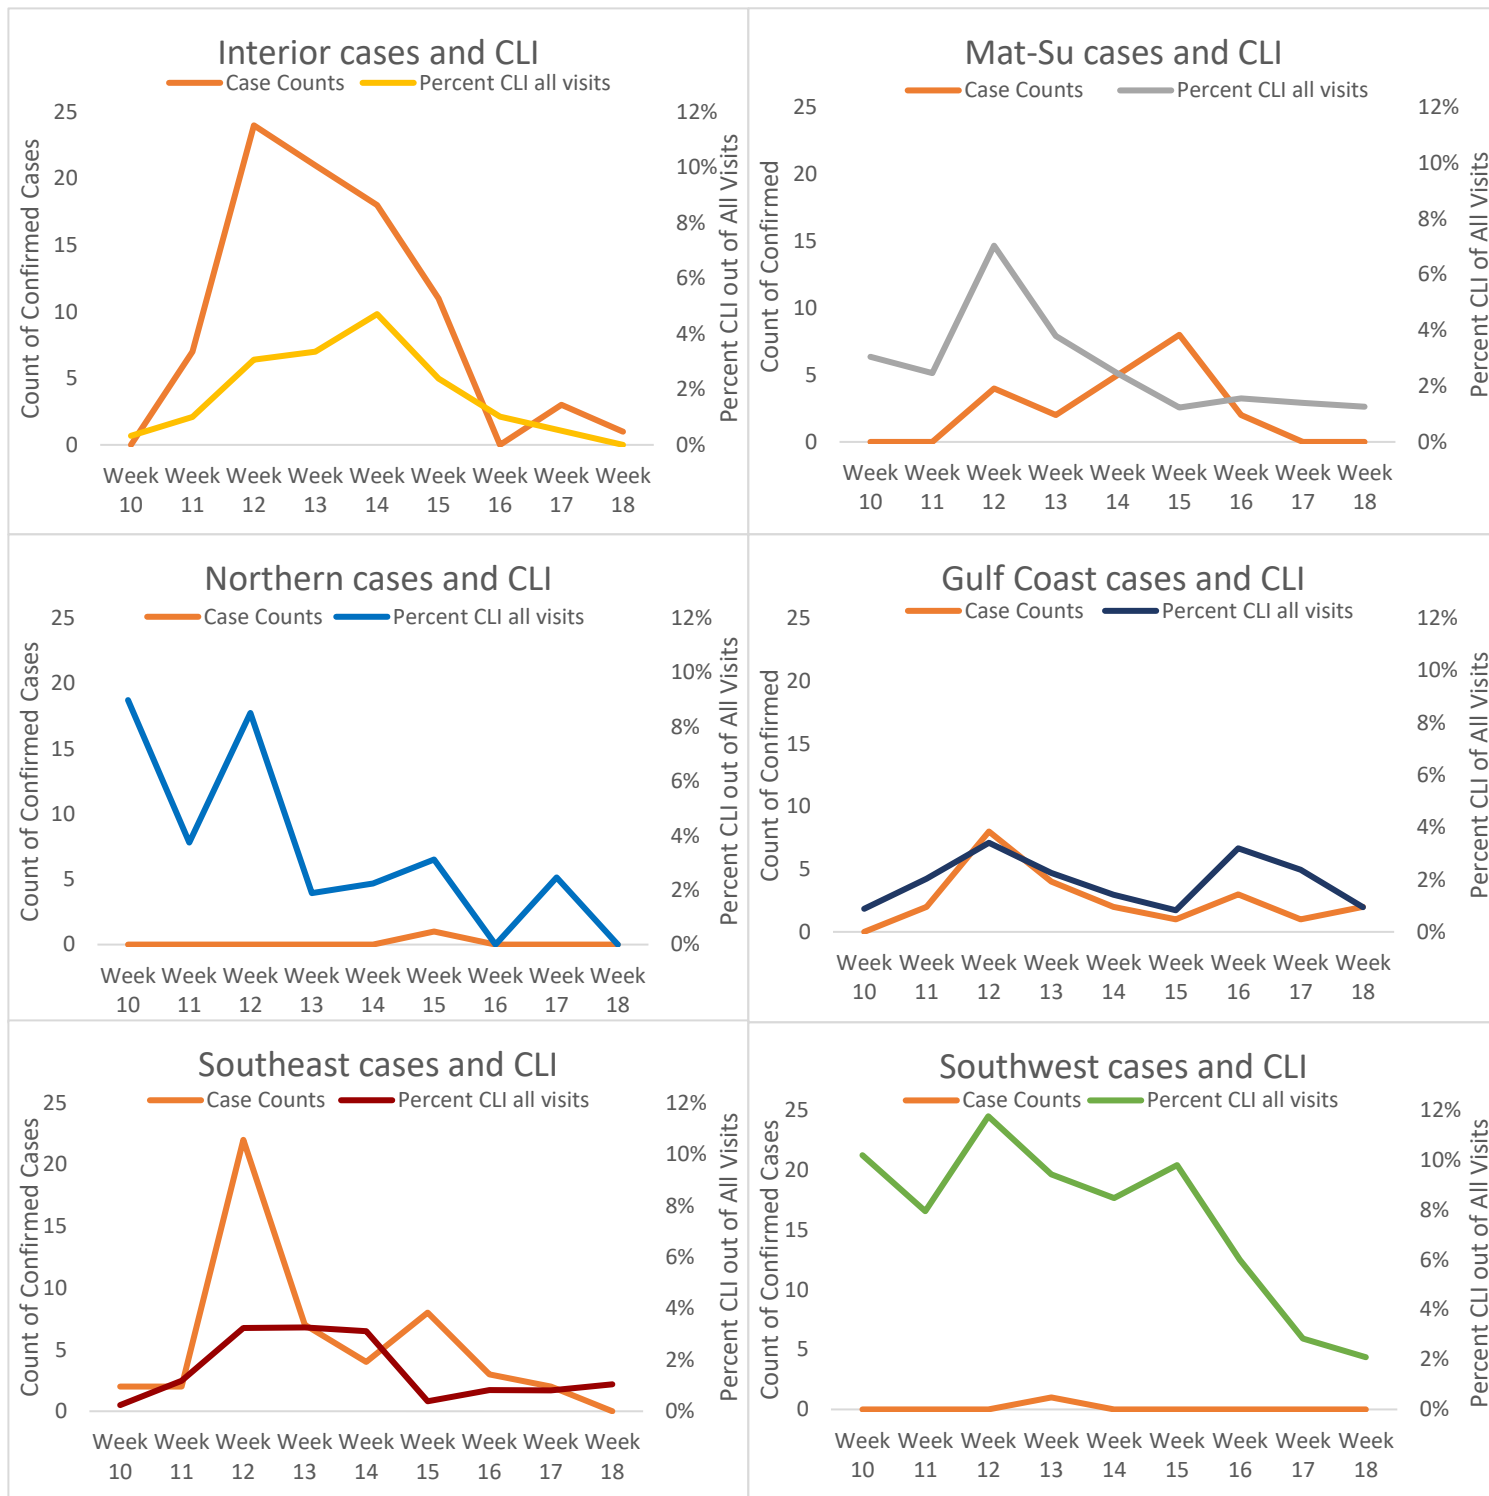 Interior cases and CLI
Case Counts Percent CLI all visits
Count of Confirmed Cases
25
20
15
10
5
0
12%
10%
8%
6%
4%
2%
0%
Percent CLI out of All Visits
Week Week Week Week Week Week Week Week Week
10 11 12 13 14 15 16 17 18
Mat-Su cases and CLI
Case Counts Percent CLI all visits
Count of Confirmed
25
20
15
10
5
0
12%
10%
8%
6%
4%
2%
0%
Percent CLI of All Visits
Week Week Week Week Week Week Week Week Week
10 11 12 13 14 15 16 17 18
Northern cases and CLI
Case Counts Percent CLI all visits
Count of Confirmed Cases
25
20
15
10
5
0
12%
10%
8%
6%
4%
2%
0%
Percent CLI out of All Visits
Week Week Week Week Week Week Week Week Week
10 11 12 13 14 15 16 17 18
Gulf Coast cases and CLI
Case Counts Percent CLI all visits
Count of Confirmed
25
20
15
10
5
0
12%
10%
8%
6%
4%
2%
0%
Percent CLI of All Visits
Week Week Week Week Week Week Week Week Week
10 11 12 13 14 15 16 17 18
Southeast cases and CLI
Case Counts Percent CLI all visits
Count of Confirmed Cases
25
20
15
10
5
0
12%
10%
8%
6%
4%
2%
0%
Percent CLI out of All Visits
Week Week Week Week Week Week Week Week Week
10 11 12 13 14 15 16 17 18
Southwest cases and CLI
Case Counts Percent CLI all visits
Count of Confirmed Cases
25
20
15
10
5
0
12%
10%
8%
6%
4%
2%
0%
Percent CLI out of All Visits
Week Week Week Week Week Week Week Week Week
10 11 12 13 14 15 16 17 18